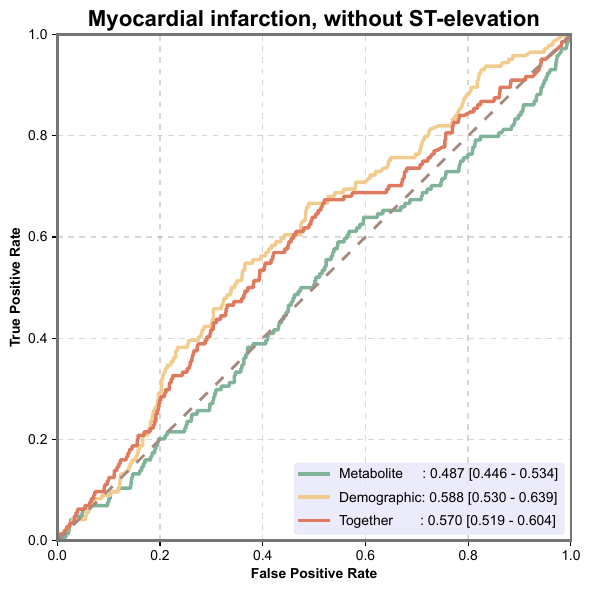 Myocardial infarction, without ST-elevation
True Positive Rate
1.0
0.8
0.6
0.4
0.2
0.0
0.0 0.2 0.4 0.6 0.8 1.0
False Positive Rate
Metabolite : 0.487 [0.446 - 0.534]
Demographic: 0.588 [0.530 - 0.639]
Together : 0.570 [0.519 - 0.604]